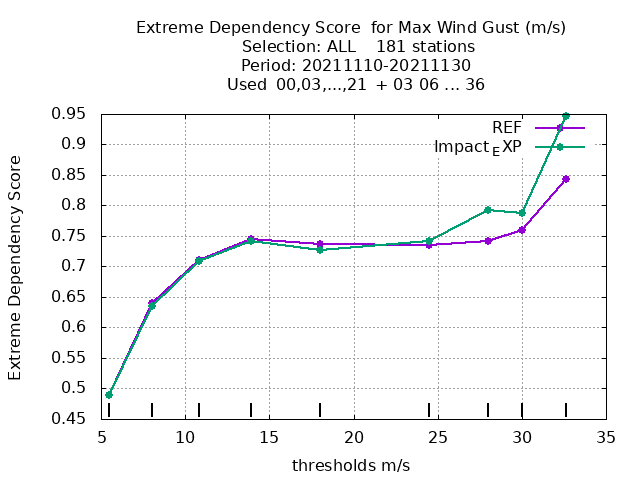 Extreme Dependency Score for Max Wind Gust (m/s)
Selection: ALL 181 stations
Period: 20211110-20211130
Used 00,03,...,21 + 03 06 ... 36
REF
Impact_EXP
Extreme Dependency Score
0.95
0.9
0.85
0.8
0.75
0.7
0.65
0.6
0.55
0.5
0.45
5 10 15 20 25 30 35
thresholds m/s